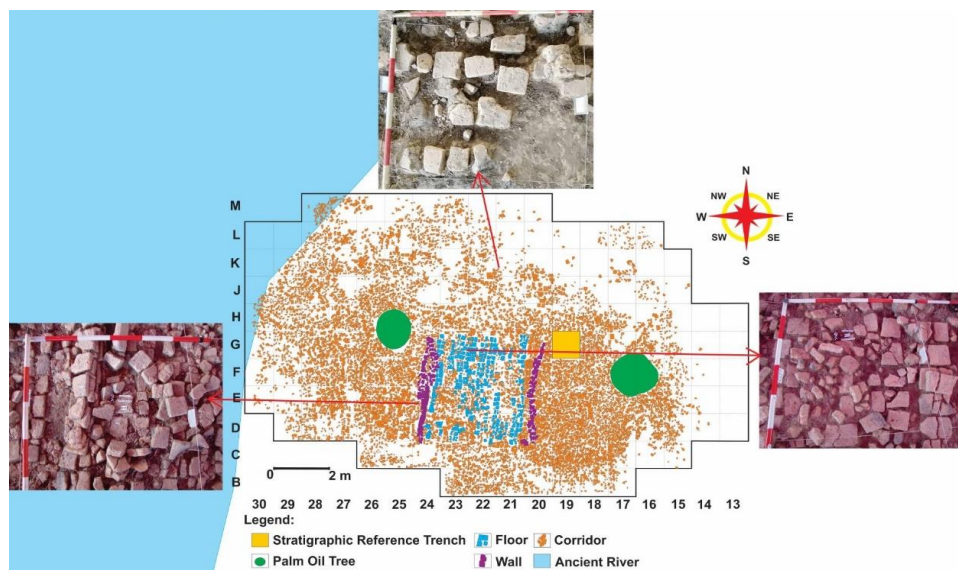 N
NW NE
W E
SW SE
S
M
L
K
J
H
G
F
E
D
C
B
0 2 m
30 29 28 27 26 25 24 23 22 21 20 19 18 17 16 15 14 13
Legend:
Stratigraphic Reference Trench Floor Corridor
Palm Oil Tree Wall Ancient River